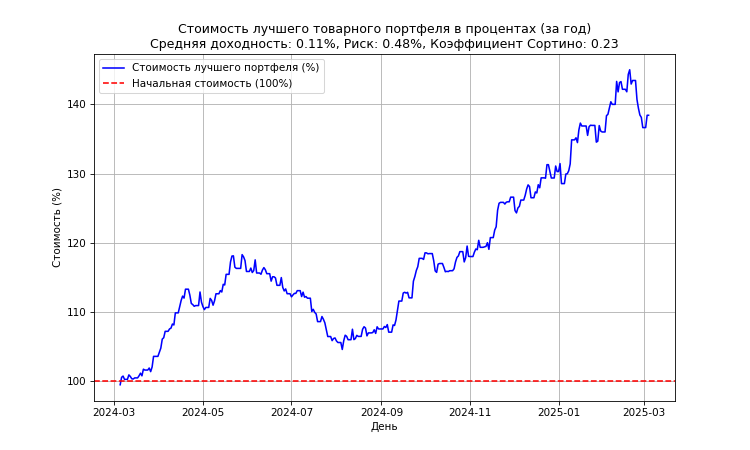 Стоимость лучшего товарного портфеля в процентах (за год)
Средняя доходность: 0.11%, Риск: 0.48%, Коэффициент Сортино: 0.23
Стоимость лучшего портфеля (%)
Начальная стоимость (100%)
Стоимость (%)
140
130
120
110
100
2024-03 2024-05 2024-07 2024-09 2024-11 2025-01 2025-03
День